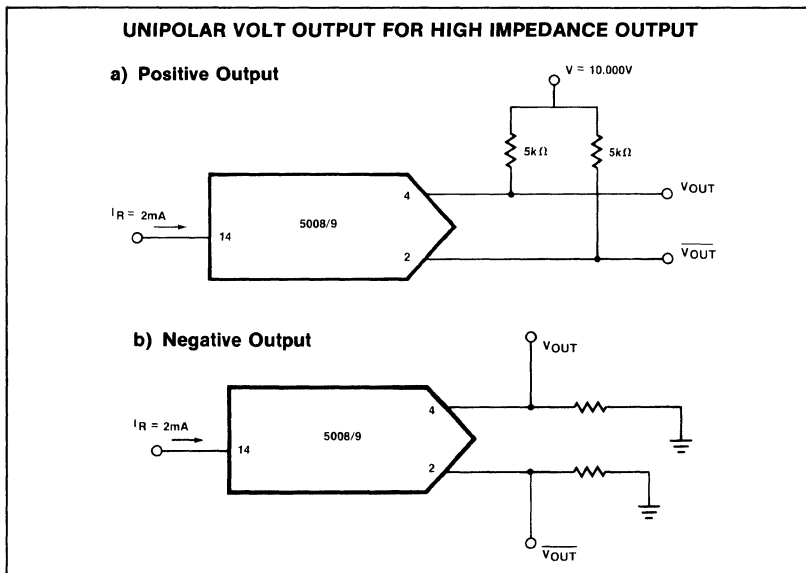 UNIPOLAR VOLT OUTPUT FOR HIGH IMPEDANCE OUTPUT
a) Positive Output
V = 10.000V
5kΩ
5kΩ
4
VOUT
IR = 2mA
14
5008/9
2
VOUT
b) Negative Output
VOUT
4
IR = 2mA
14
5008/9
2
VOUT